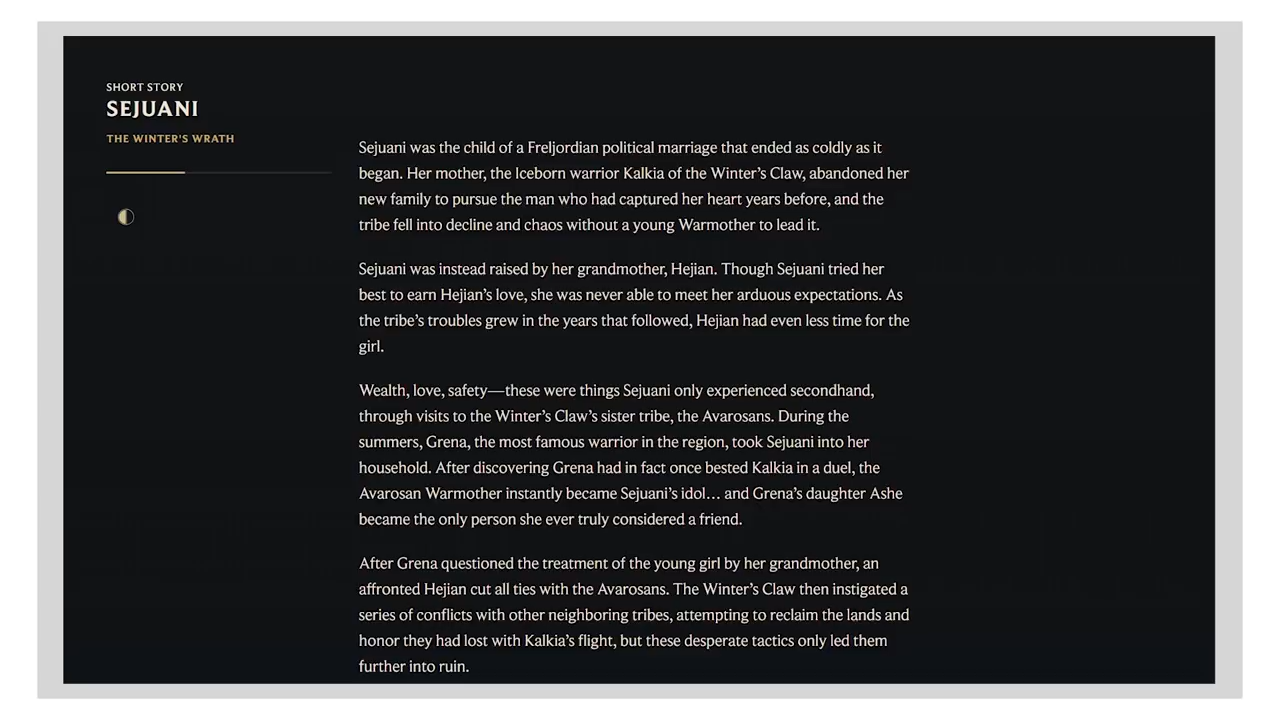 SHORT STORY
SEJUANI
THE WINTER'S WRATH
Sejuani was the child of a Freljordian political marriage that ended as coldly as it
began. Her mother, the Iceborn warrior Kalkia of the Winter’s Claw, abandoned her
new family to pursue the man who had captured her heart years before, and the
tribe fell into decline and chaos without a young Warmother to lead it.
Sejuani was instead raised by her grandmother, Hejian. Though Sejuani tried her
best to earn Hejian’s love, she was never able to meet her arduous expectations. As
the tribe’s troubles grew in the years that followed, Hejian had even less time for the
girl.
Wealth, love, safety—these were things Sejuani only experienced secondhand,
through visits to the Winter’s Claw’s sister tribe, the Avarosans. During the
summers, Grena, the most famous warrior in the region, took Sejuani into her
household. After discovering Grena had in fact once bested Kalkia in a duel, the
Avarosan Warmother instantly became Sejuani’s idol… and Grena’s daughter Ashe
became the only person she ever truly considered a friend.
After Grena questioned the treatment of the young girl by her grandmother, an
affronted Hejian cut all ties with the Avarosans. The Winter’s Claw then instigated a
series of conflicts with other neighboring tribes, attempting to reclaim the lands and
honor they had lost with Kalkia’s flight, but these desperate tactics only led them
further into ruin.